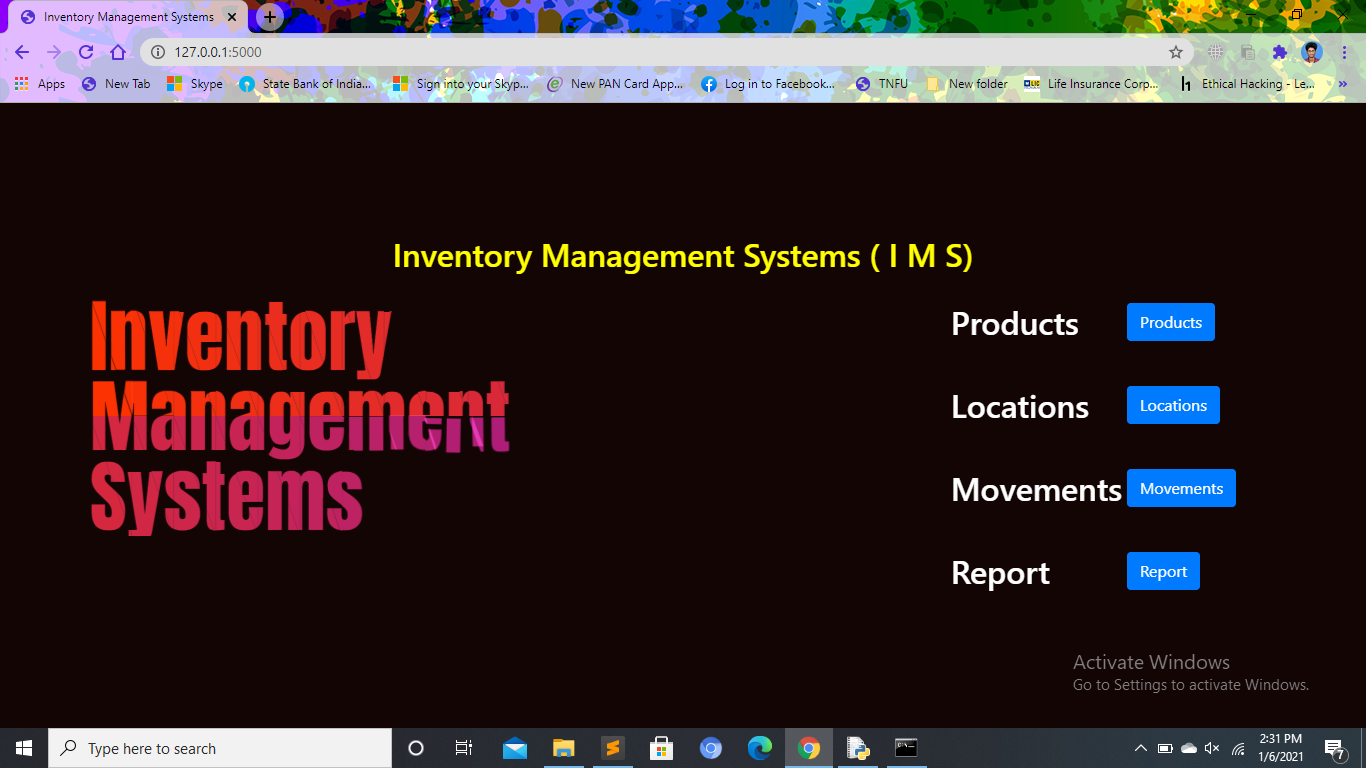 Inventory Management Systems
127.0.0.1:5000
Apps
New Tab
Skype
State Bank of India...
Sign into your Skyp...
New PAN Card App...
Log in to Facebook...
TNFU
New folder
Life Insurance Corp...
Ethical Hacking - Le...
»
Inventory Management Systems ( I M S)
Inventory
Management
Systems
Products Products
Locations Locations
Movements Movements
Report Report
Activate Windows
Go to Settings to activate Windows.
Type here to search
2:31 PM
1/6/2021
7